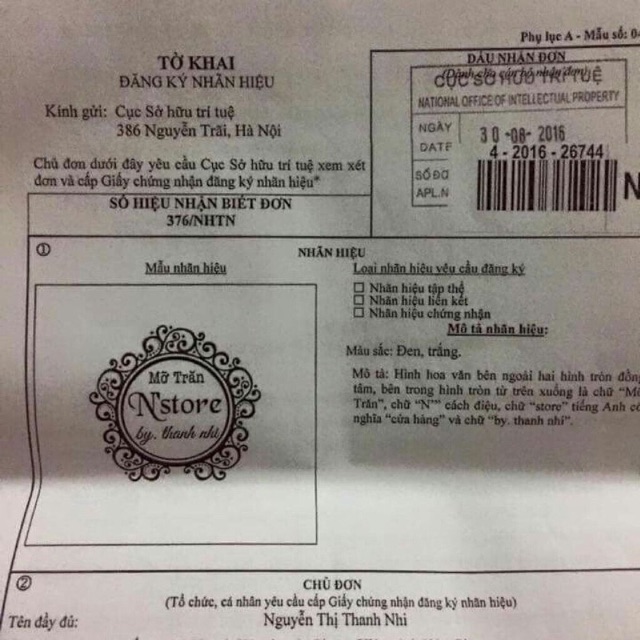 Phụ lục A - Mẫu số: 04
TỜ KHAI
ĐĂNG KÝ NHÃN HIỆU
Kính gửi: Cục Sở hữu trí tuệ
386 Nguyễn Trãi, Hà Nội
Chủ đơn dưới đây yêu cầu Cục Sở hữu trí tuệ xem xét
đơn và cấp Giấy chứng nhận đăng ký nhãn hiệu*
DẤU NHẬN ĐƠN
(Dành cho cán bộ nhận đơn)
CỤC SỞ HỮU TRÍ TUỆ
NATIONAL OFFICE OF INTELLECTUAL PROPERTY
NGÀY
DATE
30-08-2016
4-2016-26744
SỐ ĐƠ
APL.N
N
SỐ HIỆU NHẬN BIẾT ĐƠN
376/NHTN
① NHÃN HIỆU
Mẫu nhãn hiệu
Mỡ Trăn
N'store
by. thanh nhi
Loại nhãn hiệu yêu cầu đăng ký
☐ Nhãn hiệu tập thể
☐ Nhãn hiệu liên kết
☐ Nhãn hiệu chứng nhận
Mô tả nhãn hiệu:
Màu sắc: Đen, trắng.
Mô tả: Hình hoa văn bên ngoài hai hình tròn đồng
tâm, bên trong hình tròn từ trên xuống là chữ "Mỡ
Trăn", chữ "N'" cách điệu, chữ "store" tiếng Anh có
nghĩa "cửa hàng" và chữ "by. thanh nhi".
② CHỦ ĐƠN
(Tổ chức, cá nhân yêu cầu cấp Giấy chứng nhận đăng ký nhãn hiệu)
Tên đầy đủ: Nguyễn Thị Thanh Nhi